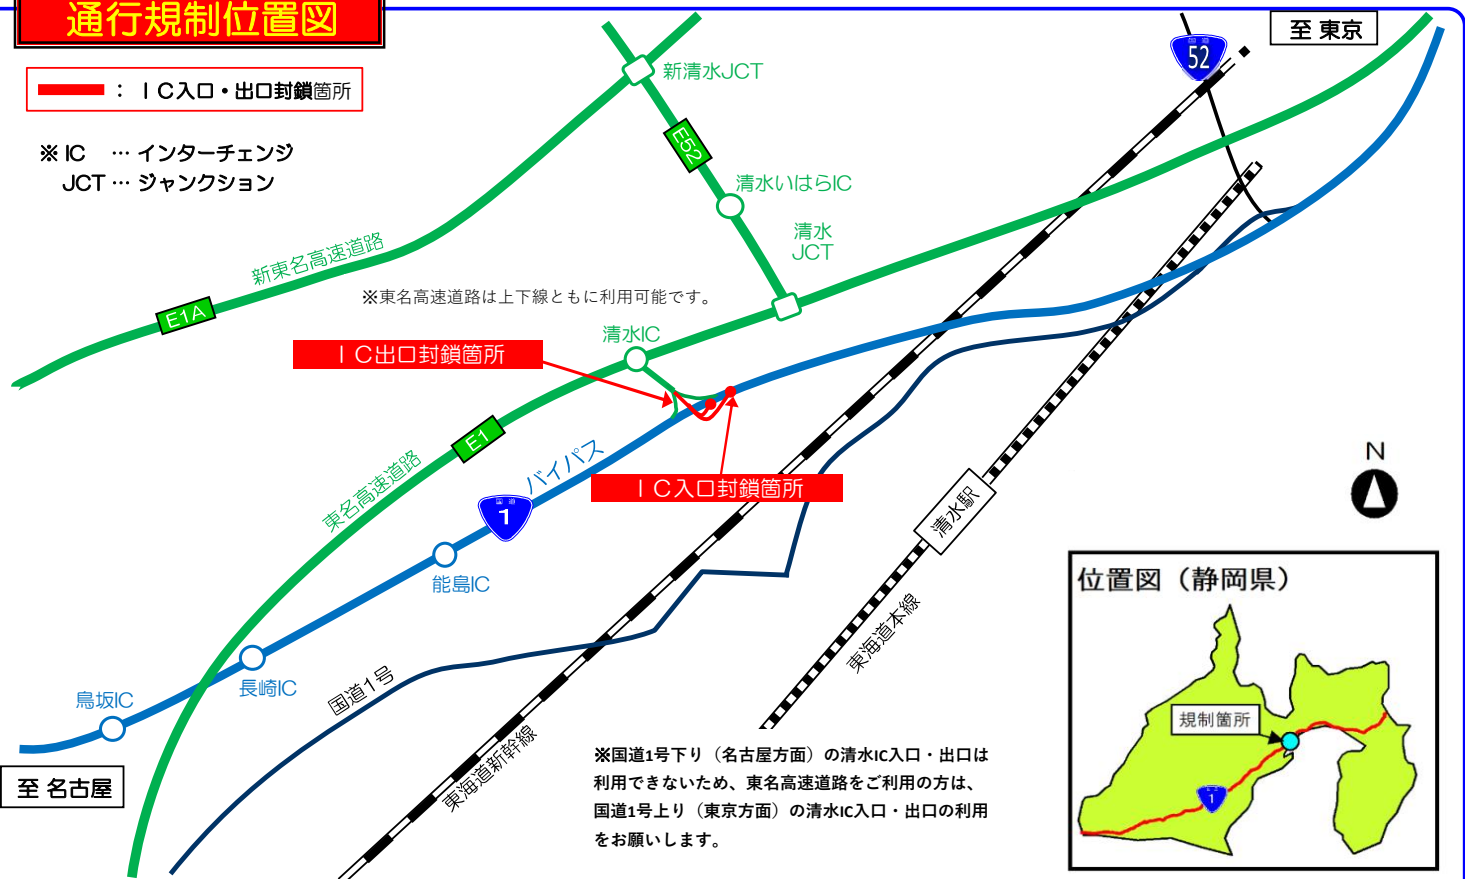 通行規制位置図
： ＩＣ入口・出口封鎖箇所
※ IC … インターチェンジ
JCT … ジャンクション
至 東京
国道
52
新清水JCT
E52
清水いはらIC
清水
JCT
新東名高速道路
E1A
※東名高速道路は上下線ともに利用可能です。
清水IC
ＩＣ出口封鎖箇所
E1
東名高速道路
バイパス
ＩＣ入口封鎖箇所
国道
1
能島IC
長崎IC
鳥坂IC
国道1号
至 名古屋
東海道新幹線
清水駅
東海道本線
N
※国道1号下り（名古屋方面）の清水IC入口・出口は
利用できないため、東名高速道路をご利用の方は、
国道1号上り（東京方面）の清水IC入口・出口の利用
をお願いします。
位置図（静岡県）
規制箇所
1